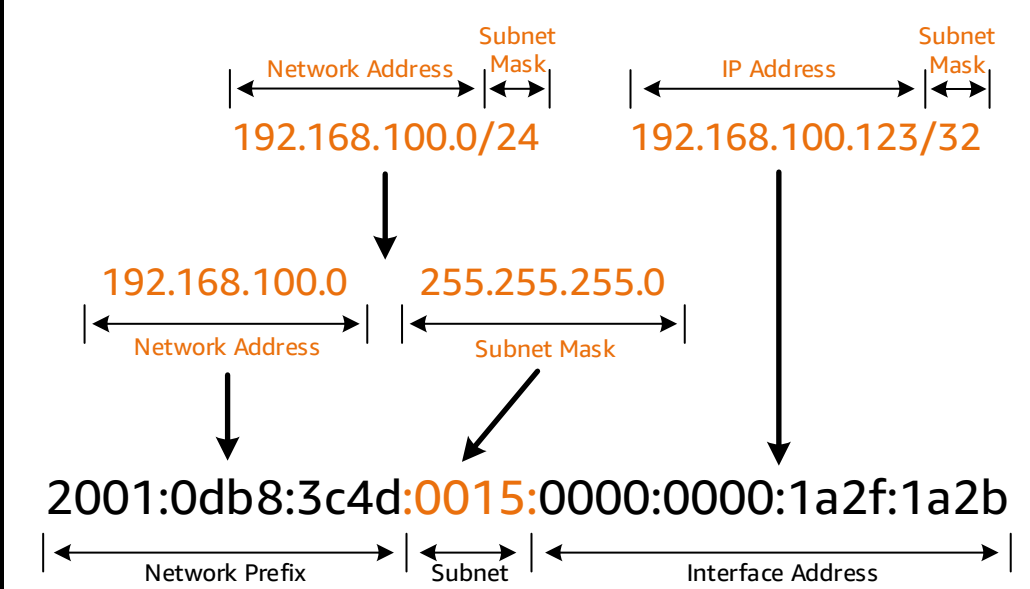 Subnet
Mask
Subnet
Mask
Network Address
IP Address
192.168.100.0/24
192.168.100.123/32
192.168.100.0
255.255.255.0
Network Address
Subnet Mask
2001:0db8:3c4d:0015:0000:0000:1a2f:1a2b
Network Prefix
Subnet
Interface Address